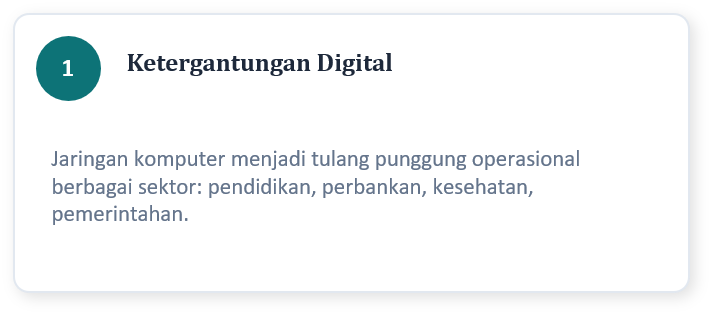 1
Ketergantungan Digital
Jaringan komputer menjadi tulang punggung operasional
berbagai sektor: pendidikan, perbankan, kesehatan,
pemerintahan.